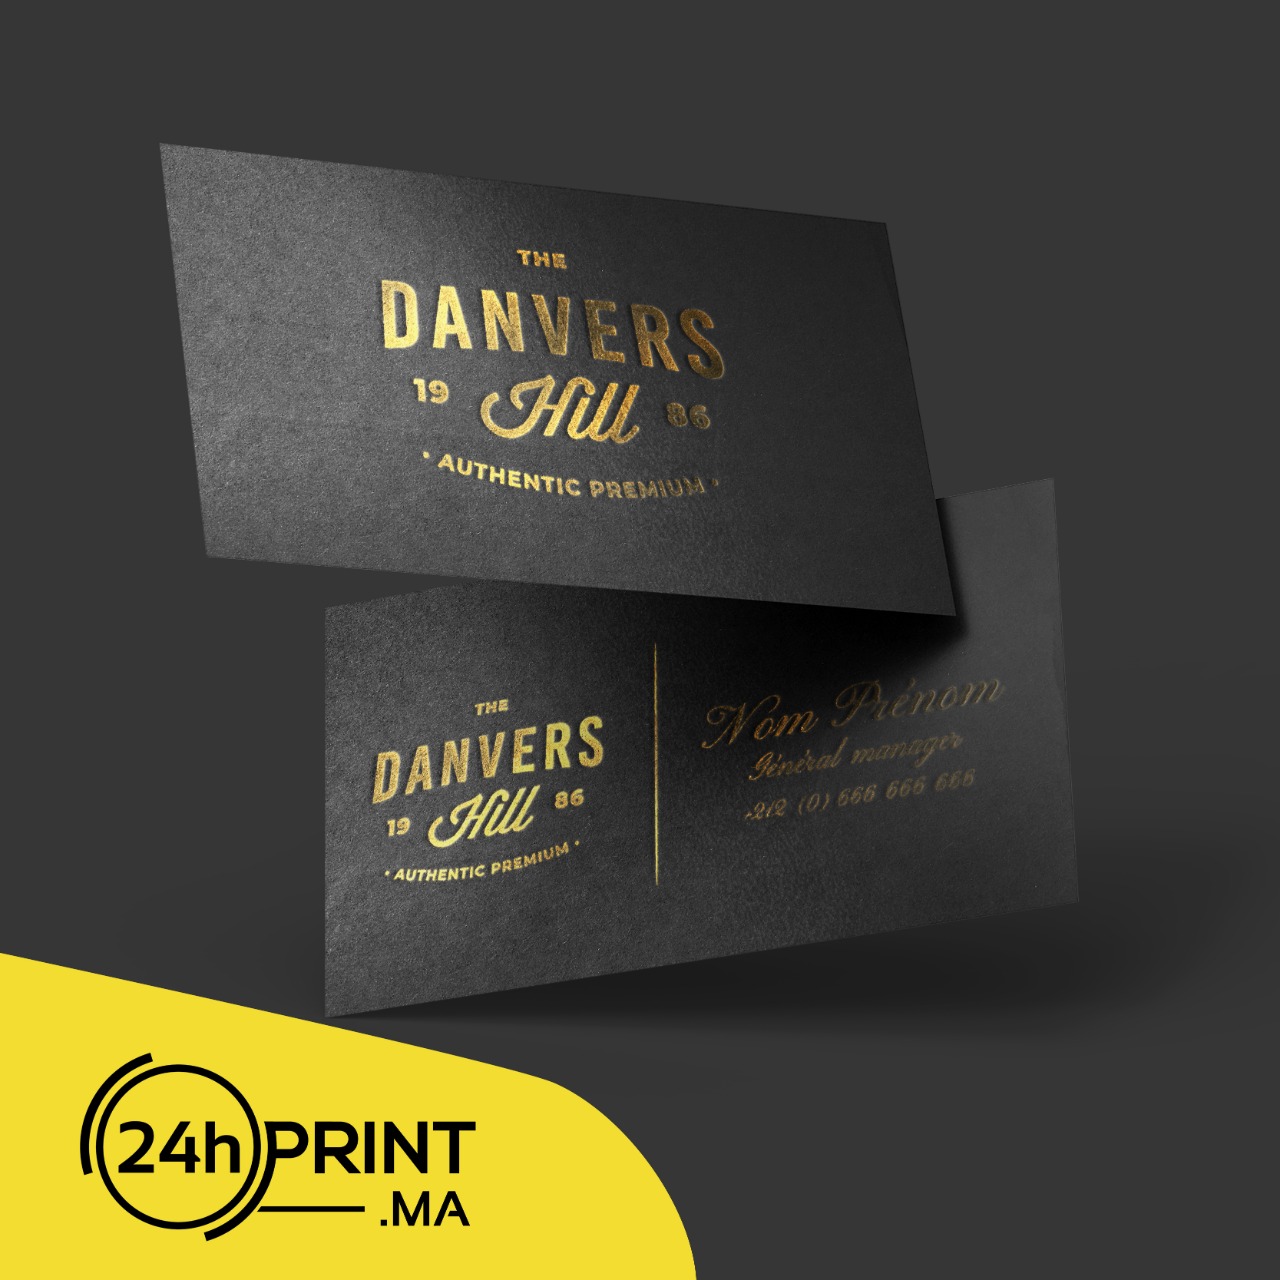 THE
DANVERS
19 Hill 86
• AUTHENTIC PREMIUM •
THE
DANVERS
19 Hill 86
• AUTHENTIC PREMIUM •
Nom Prénom
Général manager
+212 (0) 666 666 666
24h PRINT
.MA